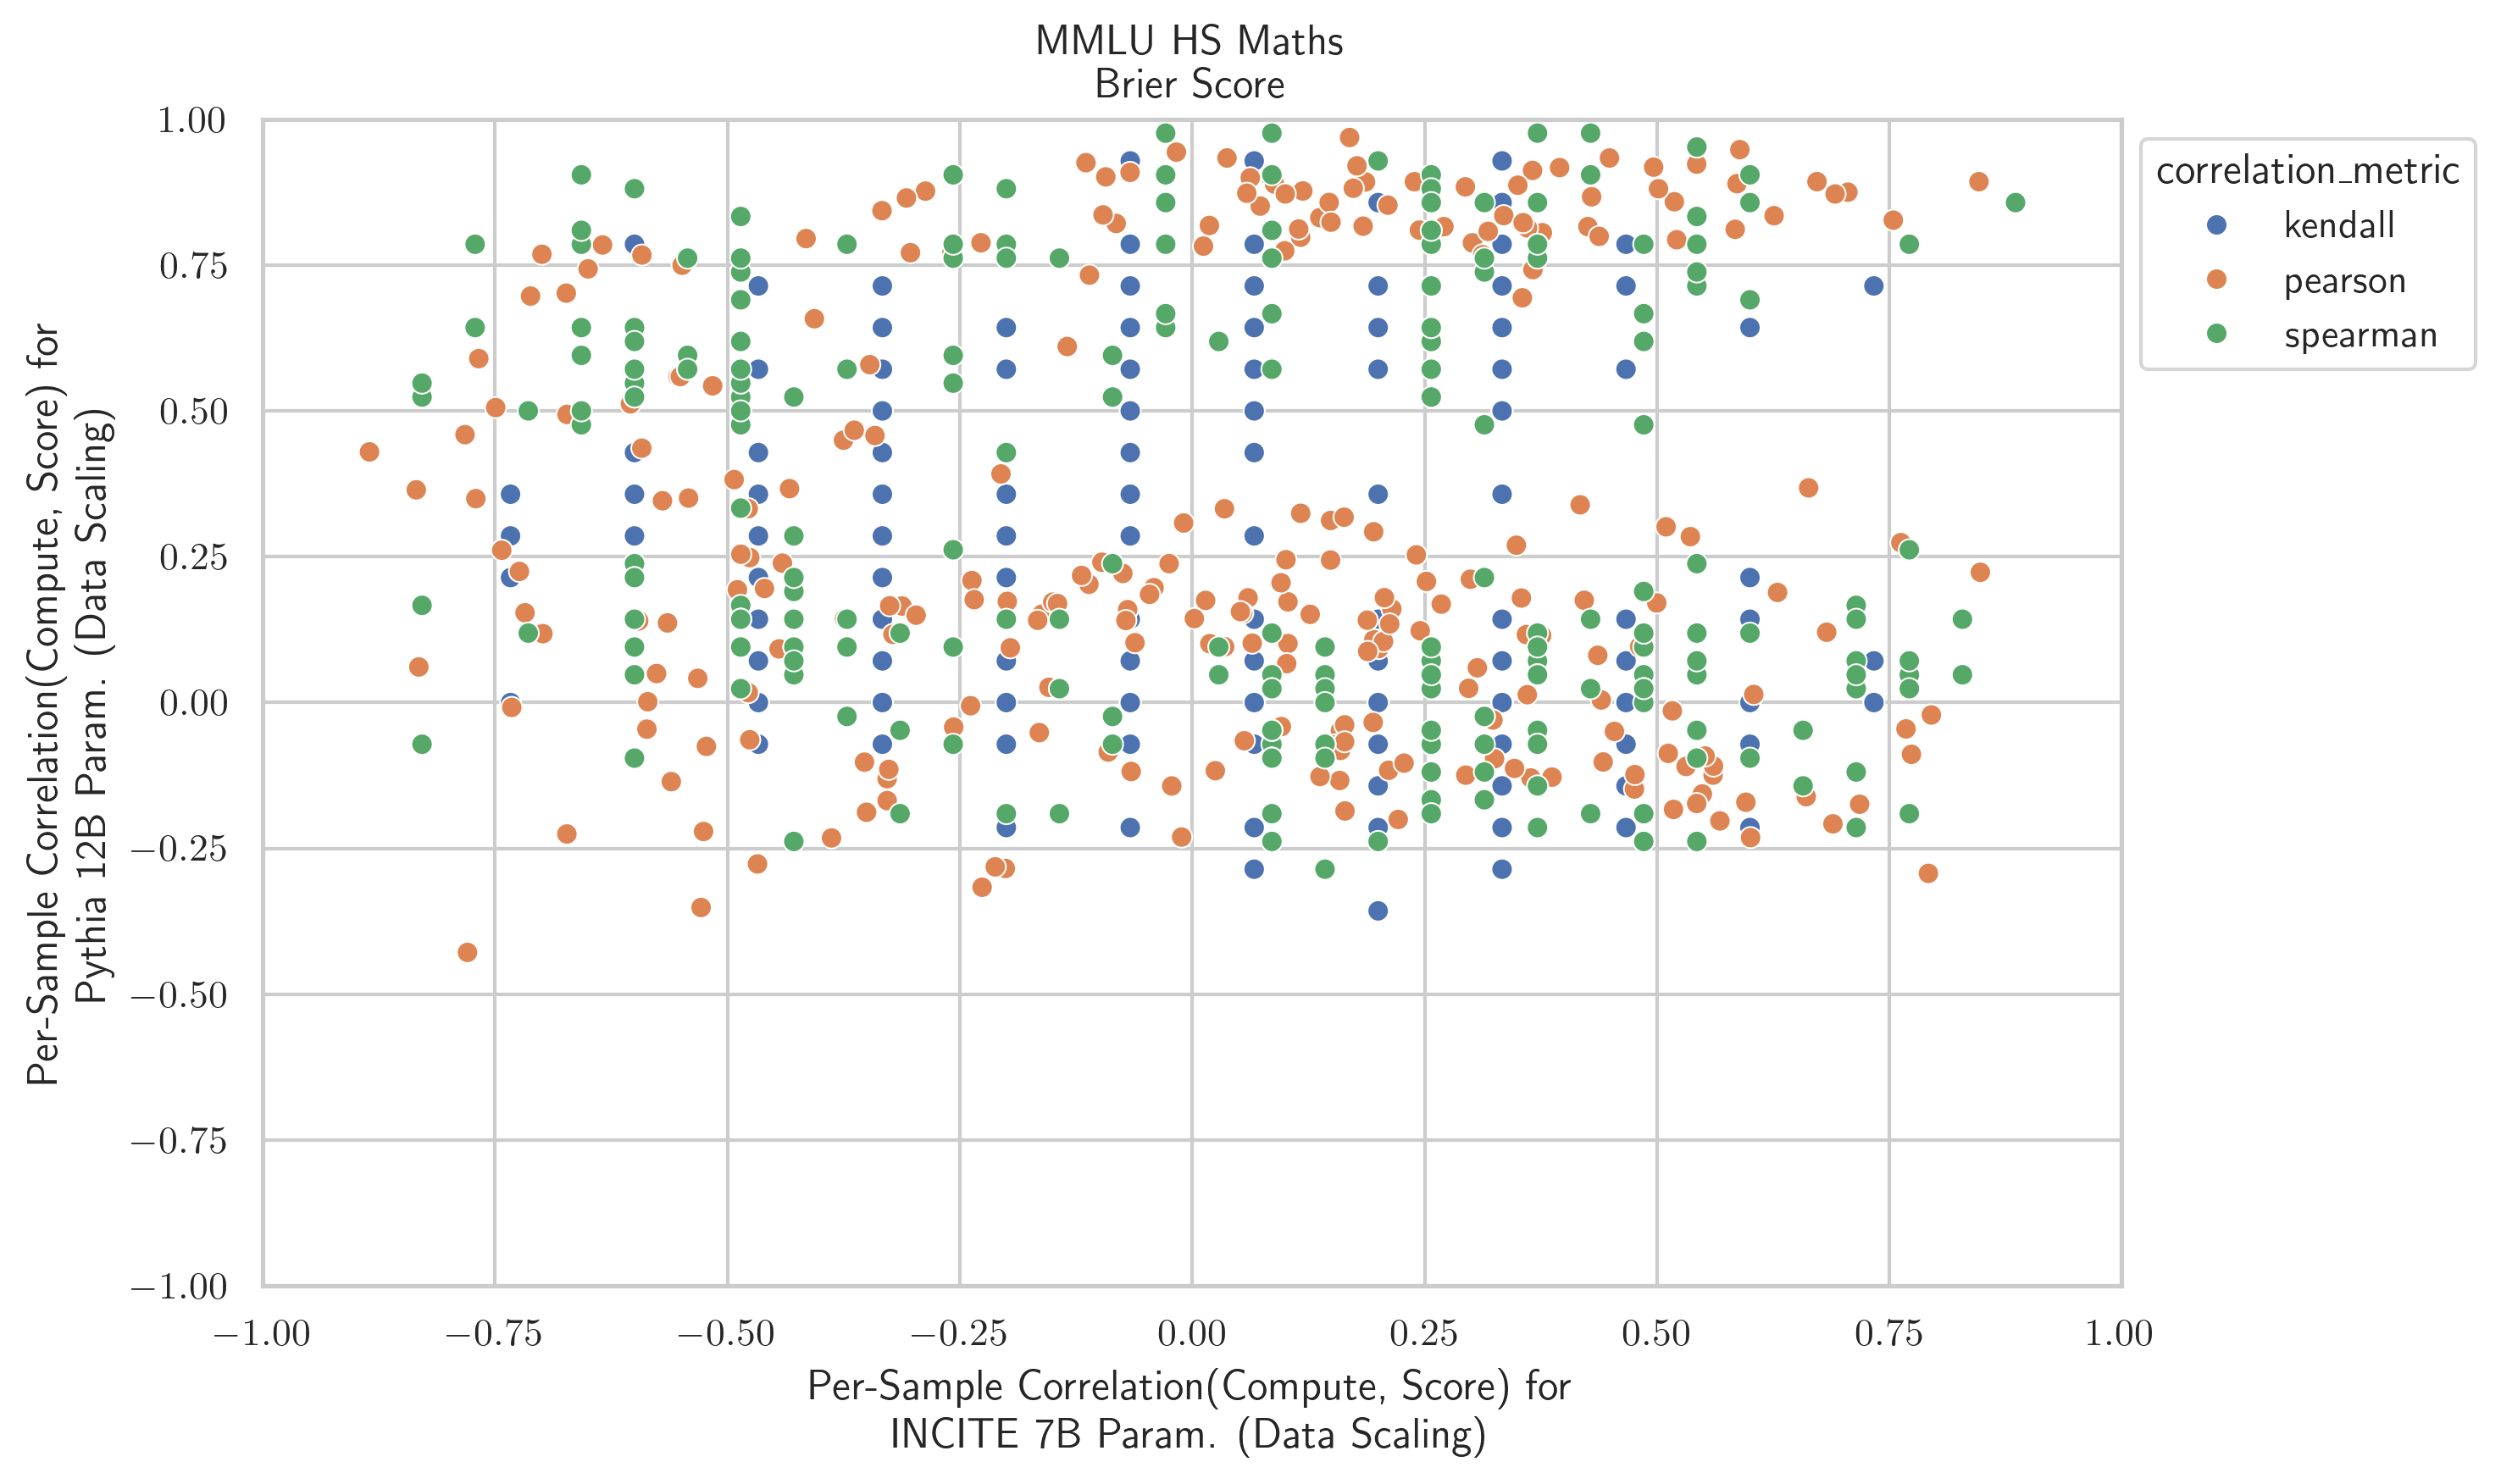 MMLU HS Maths
Brier Score
Per-Sample Correlation(Compute, Score) for
Pythia 12B Param. (Data Scaling)
1.00
0.75
0.50
0.25
0.00
−0.25
−0.50
−0.75
−1.00
−1.00 −0.75 −0.50 −0.25 0.00 0.25 0.50 0.75 1.00
Per-Sample Correlation(Compute, Score) for
INCITE 7B Param. (Data Scaling)
correlation_metric
kendall
pearson
spearman